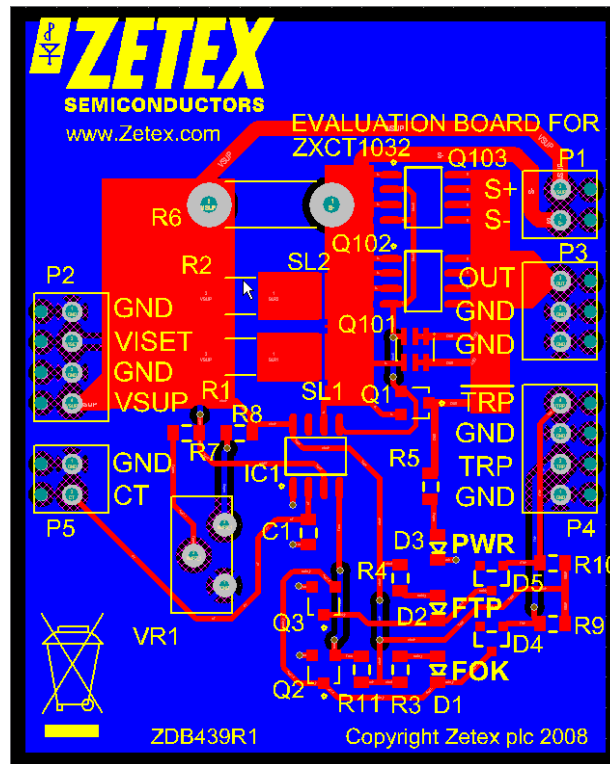 ZETEX
SEMICONDUCTORS
www.Zetex.com
EVALUATION BOARD FOR
ZXCT1032
Q103
P1
S+
R6
S-
Q102
P3
R2
SL2
OUT
P2
GND
GND
Q101
VISET
GND
GND
VSUP
R1
SL1
Q1
TRP
R8
GND
R7
GND
IC1
R5
TRP
CT
GND
P5
C1
P4
D3
PWR
R4
R10
D5
D2
FTP
VR1
Q3
R9
D4
FOK
Q2
R11
R3
D1
ZDB439R1
Copyright Zetex plc 2008